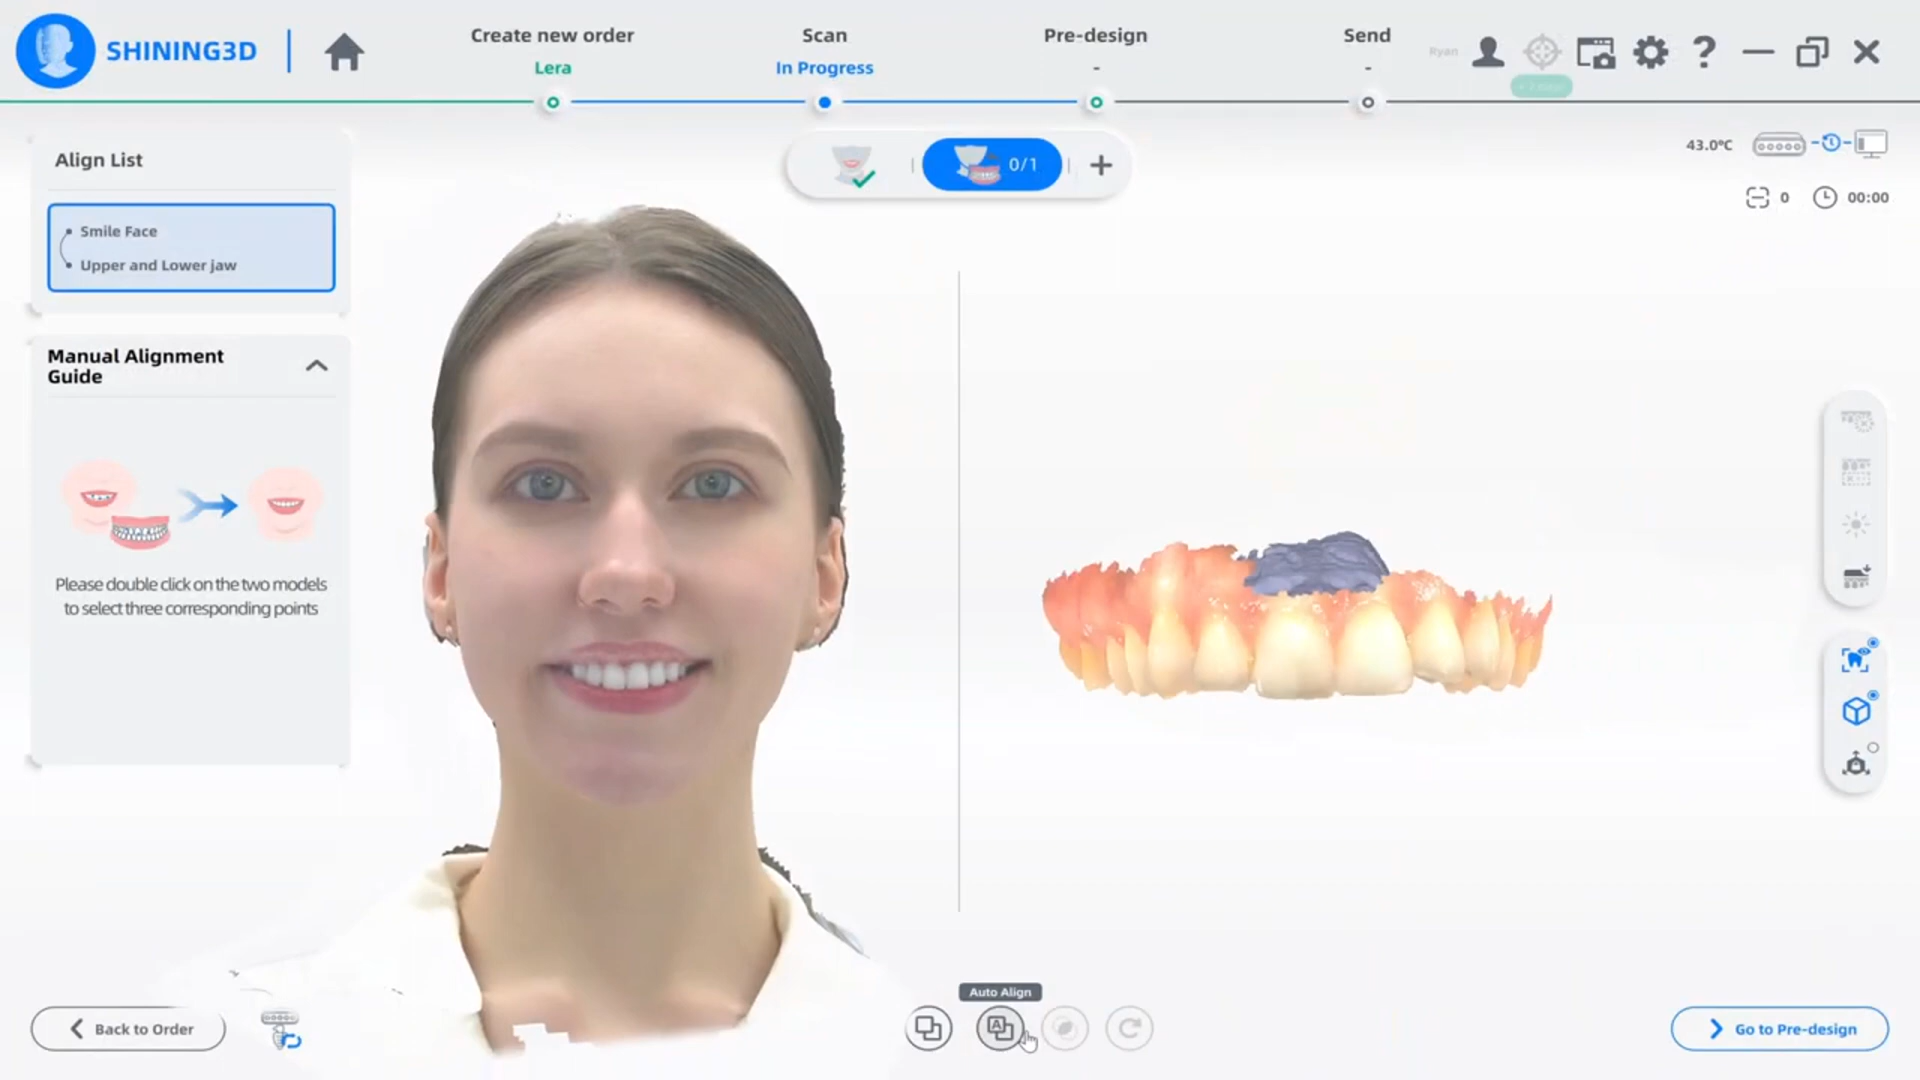 SHINING3D
Create new order
Lera
Scan
In Progress
Pre-design
-
Send
-
Ryan
Align List
Smile Face
Upper and Lower jaw
0/1
43.0°C
0
00:00
Manual Alignment
Guide
Please double click on the two models
to select three corresponding points
Auto Align
Back to Order
Go to Pre-design